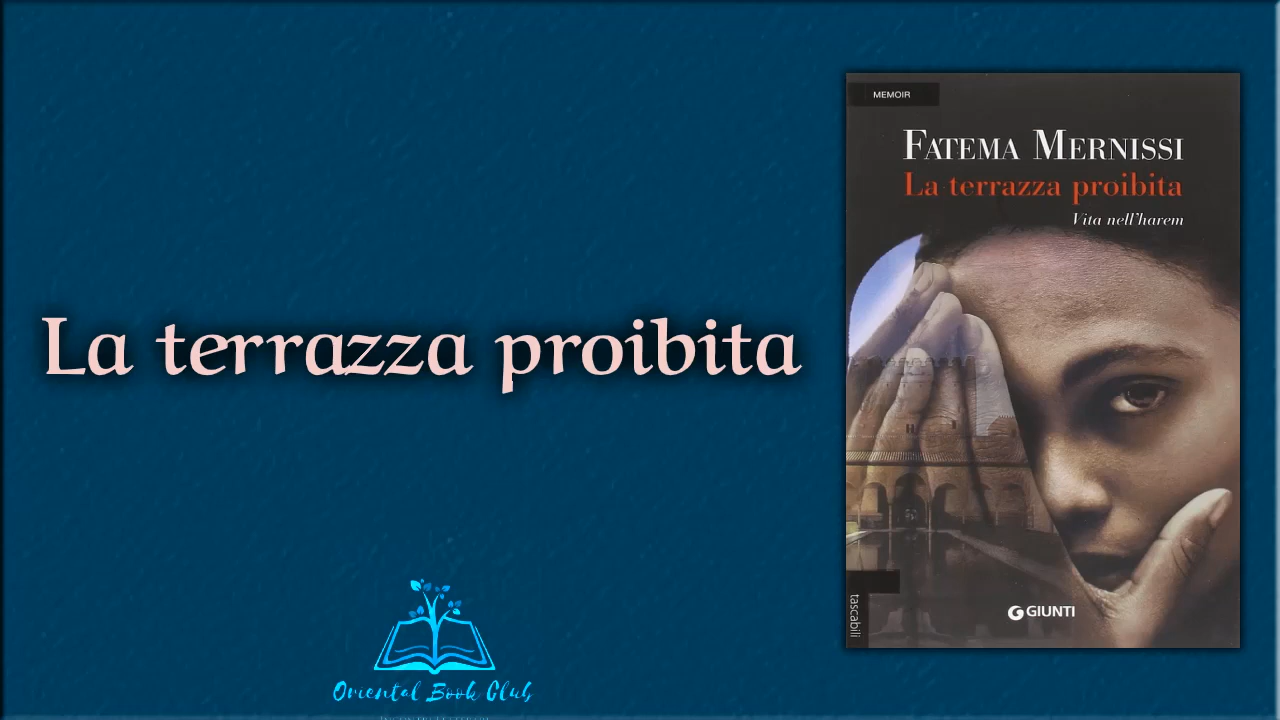 La terrazza proibita
MEMOIR
FATEMA MERNISSI
La terrazza proibita
Vita nell'harem
tascabili
GIUNTI
Oriental Book Club